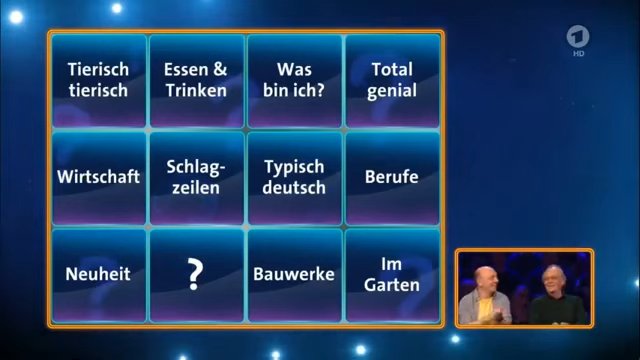 Tierisch
tierisch
Essen &
Trinken
Was
bin ich?
Total
genial
Wirtschaft
Schlag-
zeilen
Typisch
deutsch
Berufe
Neuheit
?
Bauwerke
Im
Garten
1
HD